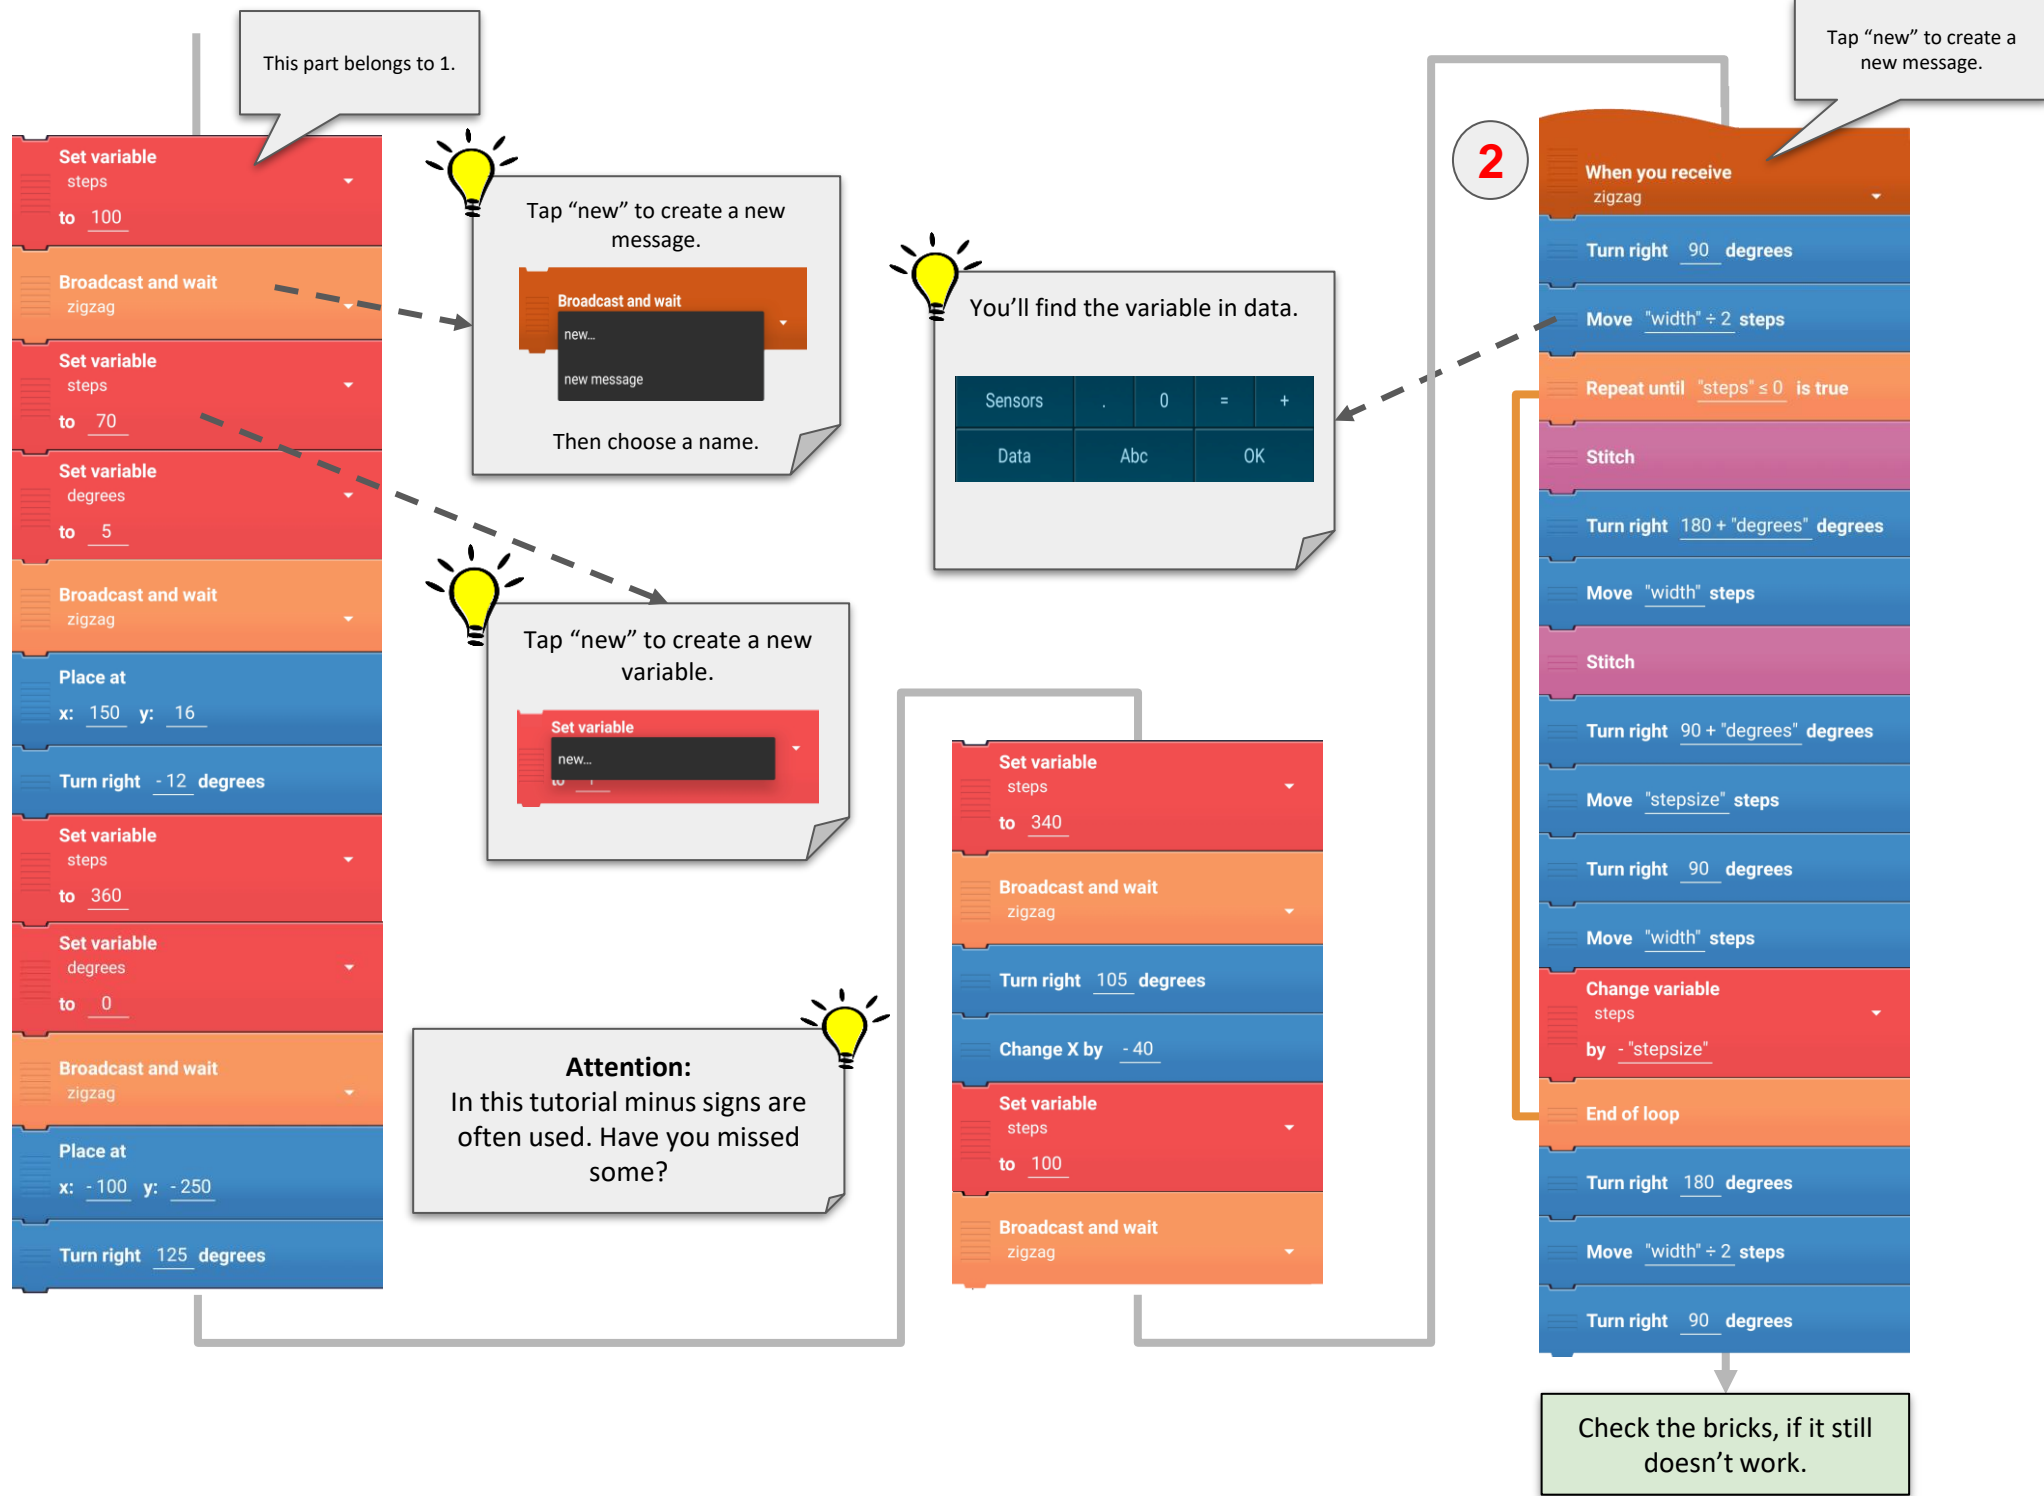 This part belongs to 1.
Set variable
steps
to 100
Broadcast and wait
zigzag
Set variable
steps
to 70
Set variable
degrees
to 5
Broadcast and wait
zigzag
Place at
x: 150 y: 16
Turn right - 12 degrees
Set variable
steps
to 360
Set variable
degrees
to 0
Broadcast and wait
zigzag
Place at
x: - 100 y: - 250
Turn right 125 degrees
Tap “new” to create a new
message.
Broadcast and wait
new...
new message
Then choose a name.
Tap “new” to create a new
variable.
Set variable
new...
to 1
Attention:
In this tutorial minus signs are
often used. Have you missed
some?
You’ll find the variable in data.
Sensors . 0 = +
Data Abc OK
Set variable
steps
to 340
Broadcast and wait
zigzag
Turn right 105 degrees
Change X by - 40
Set variable
steps
to 100
Broadcast and wait
zigzag
Tap “new” to create a
new message.
2
When you receive
zigzag
Turn right 90 degrees
Move "width" ÷ 2 steps
Repeat until "steps" ≤ 0 is true
Stitch
Turn right 180 + "degrees" degrees
Move "width" steps
Stitch
Turn right 90 + "degrees" degrees
Move "stepsize" steps
Turn right 90 degrees
Move "width" steps
Change variable
steps
by - "stepsize"
End of loop
Turn right 180 degrees
Move "width" ÷ 2 steps
Turn right 90 degrees
Check the bricks, if it still
doesn’t work.